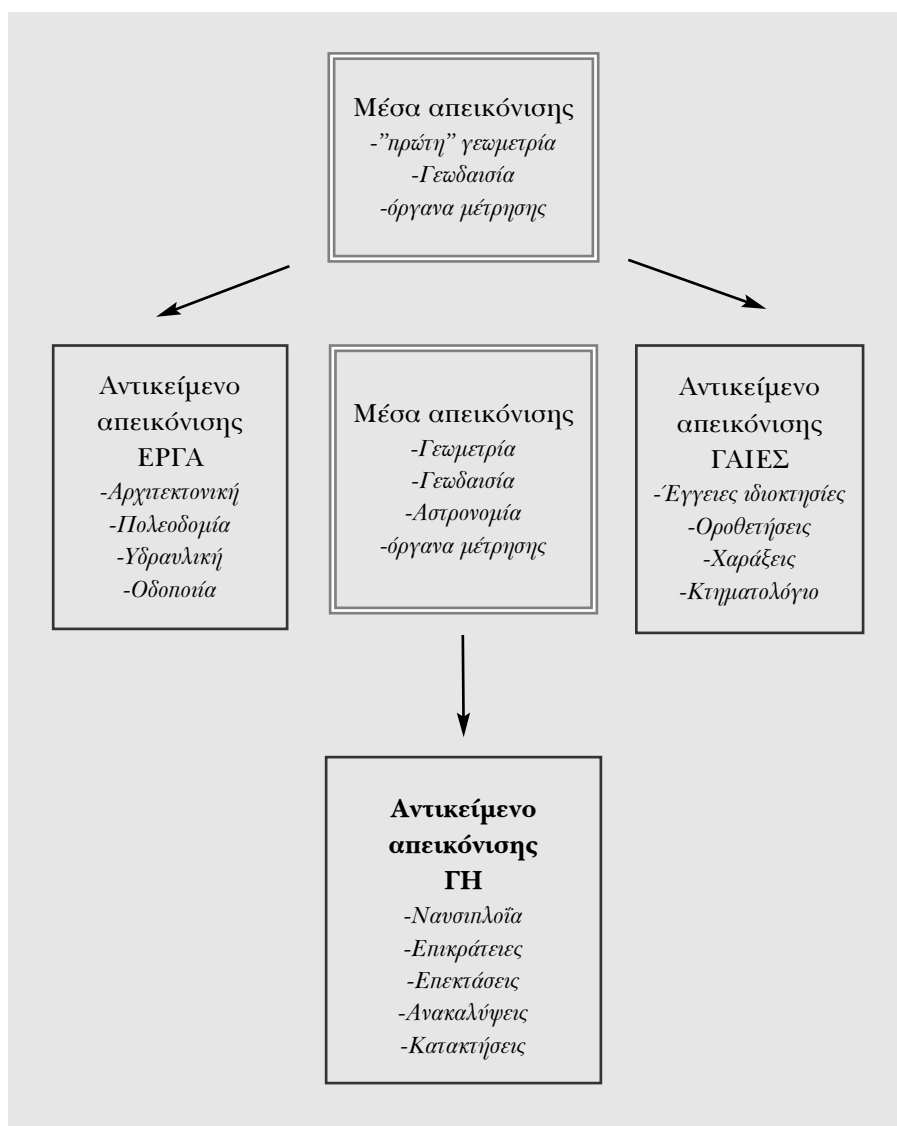 Μέσα απεικόνισης
-”πρώτη” γεωμετρία
-Γεωδαισία
-όργανα μέτρησης
Αντικείμενο
απεικόνισης
ΕΡΓΑ
-Αρχιτεκτονική
-Πολεοδομία
-Υδραυλική
-Οδοποιία
Μέσα απεικόνισης
-Γεωμετρία
-Γεωδαισία
-Αστρονομία
-όργανα μέτρησης
Αντικείμενο
απεικόνισης
ΓΑΙΕΣ
-Έγγειες ιδιοκτησίες
-Οροθετήσεις
-Χαράξεις
-Κτηματολόγιο
Αντικείμενο
απεικόνισης
ΓΗ
-Ναυσιπλοΐα
-Επικράτειες
-Επεκτάσεις
-Ανακαλύψεις
-Κατακτήσεις